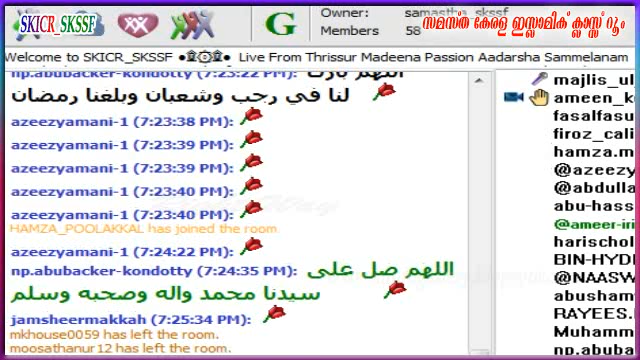 SKICR_SKSSF
Owner: samastha_skssf
Members 58
സമസ്ത കേരള ഇസ്ലാമിക് ക്ലാസ്സ് റൂം
Welcome to SKICR_SKSSF ●۩۞۩● Live From Thrissur Madeena Passion Aadarsha Sammelanam
np.abubacker-kondotty (7:23:22 PM): اللهم بارك
لنا في رجب وشعبان وبلغنا رمضان
azeezyamani-1 (7:23:38 PM):
azeezyamani-1 (7:23:39 PM):
azeezyamani-1 (7:23:39 PM):
azeezyamani-1 (7:23:40 PM):
azeezyamani-1 (7:23:40 PM):
HAMZA_POOLAKKAL has joined the room
azeezyamani-1 (7:24:22 PM):
np.abubacker-kondotty (7:24:35 PM): اللهم صل على
سيدنا محمد واله وصحبه وسلم
jamsheermakkah (7:25:34 PM):
mkhouse0059 has left the room.
moosathanur12 has left the room.
majlis_ul
ameen_k
fasalfasu
firoz_cali
hamza.m
@azeezy
@abdulla
abu-hass
@ameer-iri
harischol
BIN-HYD
@NAASW
abusham
RAYEES.
Muhamm
np.abuba